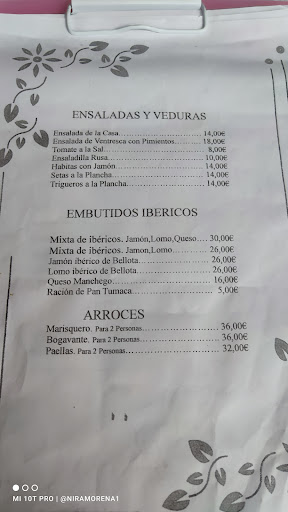 ENSALADAS Y VEDURAS
Ensalada de la Casa.....................14,00€
Ensalada de Ventresca con Pimientos......18,00€
Tomate a la Sal.....................8,00€
Ensaladilla Rusa.....................10,00€
Habitas con Jamón.....................14,00€
Setas a la Plancha.....................14,00€
Trigueros a la Plancha.....................14,00€
EMBUTIDOS IBERICOS
Mixta de ibéricos. Jamón,Lomo,Queso....30,00€
Mixta de ibéricos. Jamon,Lomo............26,00€
Jamón ibérico de Bellota.....................26,00€
Lomo ibérico de Bellota.....................26,00€
Queso Manchego.....................16,00€
Ración de Pan Tumaca.....................5,00€
ARROCES
Marisquero. Para 2 Personas.....................36,00€
Bogavante. Para 2 Personas.....................36,00€
Paellas. Para 2 Personas.....................32,00€
MI 10T PRO | @NIRAMORENA1